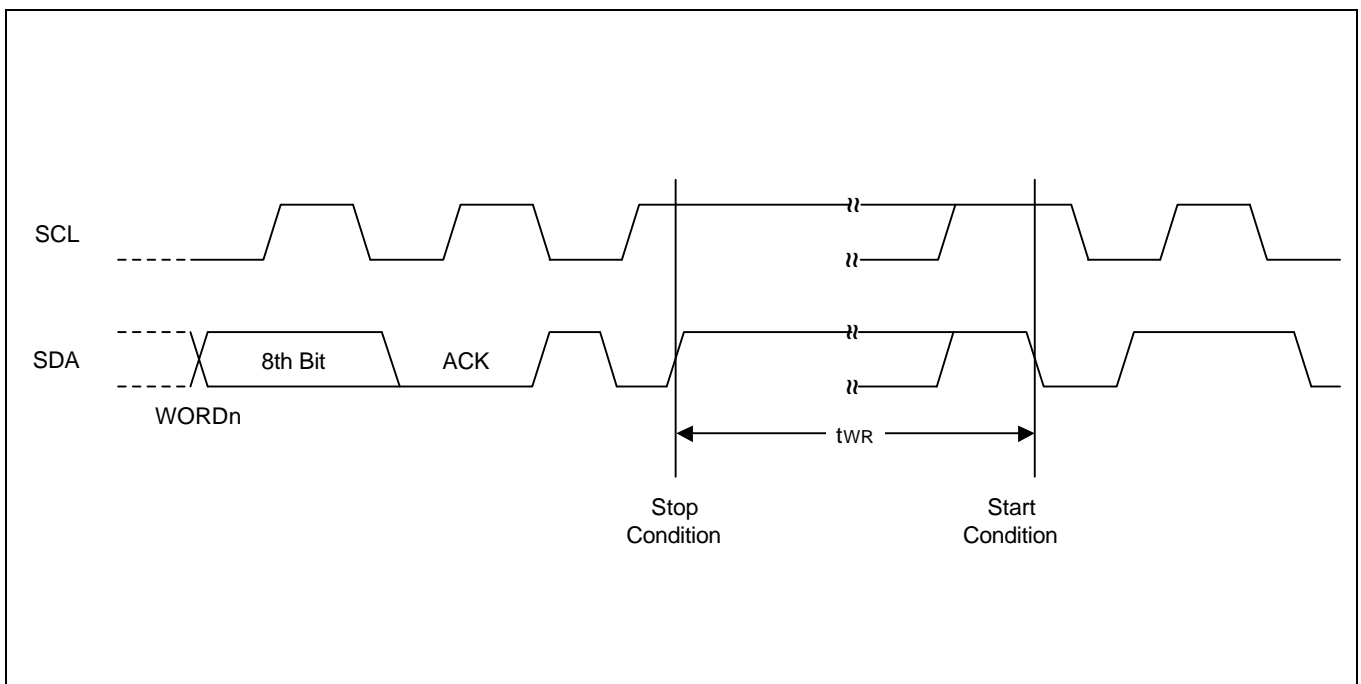 SCL
SDA
8th Bit
ACK
WORDn
tWR
Stop
Condition
Start
Condition